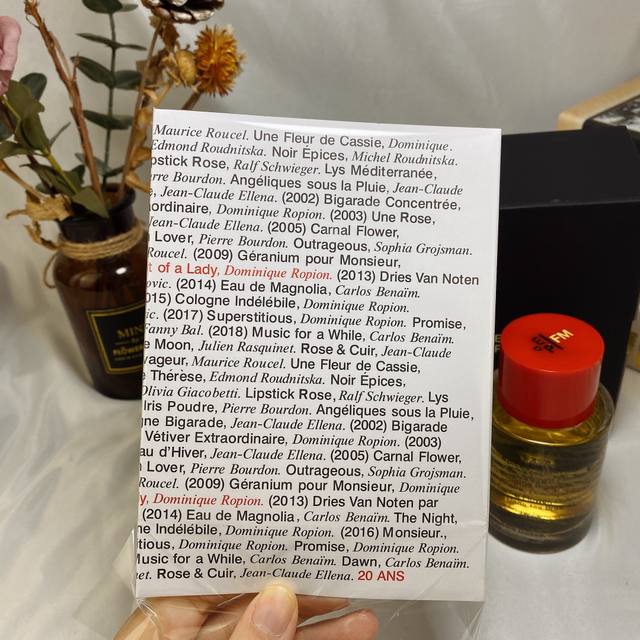 Maurice Roucel. Une Fleur de Cassie, Dominique.
Edmond Roudnitska. Noir Épices, Michel Roudnitska.
pstick Rose, Ralf Schwieger. Lys Méditerranée,
rre Bourdon. Angéliques sous la Pluie, Jean-Claude
e, Jean-Claude Ellena. (2002) Bigarade Concentrée,
ordinaire, Dominique Ropion. (2003) Une Rose,
Jean-Claude Ellena. (2005) Carnal Flower,
Lover, Pierre Bourdon. Outrageous, Sophia Grojsman.
Roucel. (2009) Géranium pour Monsieur,
t of a Lady, Dominique Ropion. (2013) Dries Van Noten
ovic. (2014) Eau de Magnolia, Carlos Benaïm.
015) Cologne Indélébile, Dominique Ropion.
ic. (2017) Superstitious, Dominique Ropion. Promise,
Fanny Bal. (2018) Music for a While, Carlos Benaïm.
e Moon, Julien Rasquinet. Rose & Cuir, Jean-Claude
yageur, Maurice Roucel. Une Fleur de Cassie,
e Thérèse, Edmond Roudnitska. Noir Épices,
Olivia Giacobetti. Lipstick Rose, Ralf Schwieger. Lys
Iris Poudre, Pierre Bourdon. Angéliques sous la Pluie,
gne Bigarade, Jean-Claude Ellena. (2002) Bigarade
Vétiver Extraordinaire, Dominique Ropion. (2003)
au d'Hiver, Jean-Claude Ellena. (2005) Carnal Flower,
n Lover, Pierre Bourdon. Outrageous, Sophia Grojsman.
Roucel. (2009) Géranium pour Monsieur, Dominique
y, Dominique Ropion. (2013) Dries Van Noten par
(2014) Eau de Magnolia, Carlos Benaïm. The Night,
ne Indélébile, Dominique Ropion. (2016) Monsieur.,
titious, Dominique Ropion. Promise, Dominique Ropion.
Music for a While, Carlos Benaïm. Dawn, Carlos Benaïm.
et. Rose & Cuir, Jean-Claude Ellena. 20 ANS
MIN
FLOWER
FM